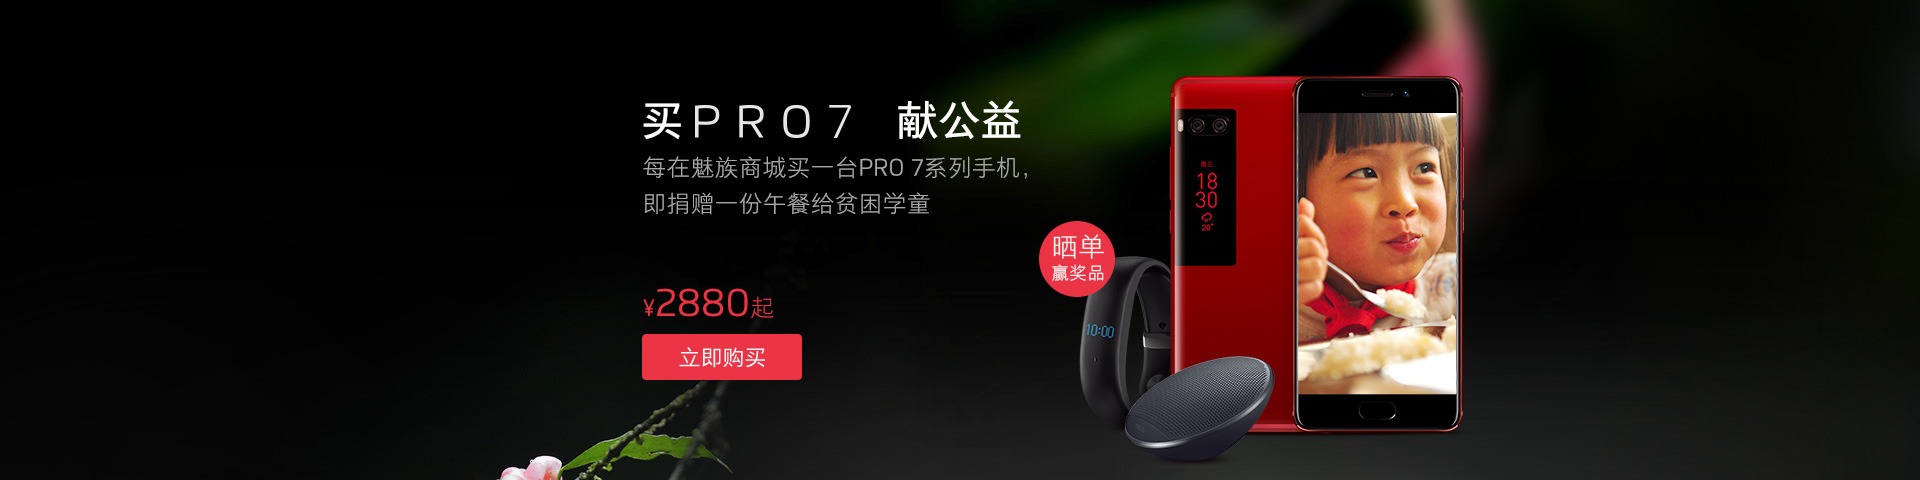 买PRO7 献公益
每在魅族商城买一台PRO 7系列手机,
即捐赠一份午餐给贫困学童
¥2880起
立即购买
晒单
赢奖品
10:00
周三
18
30
20°